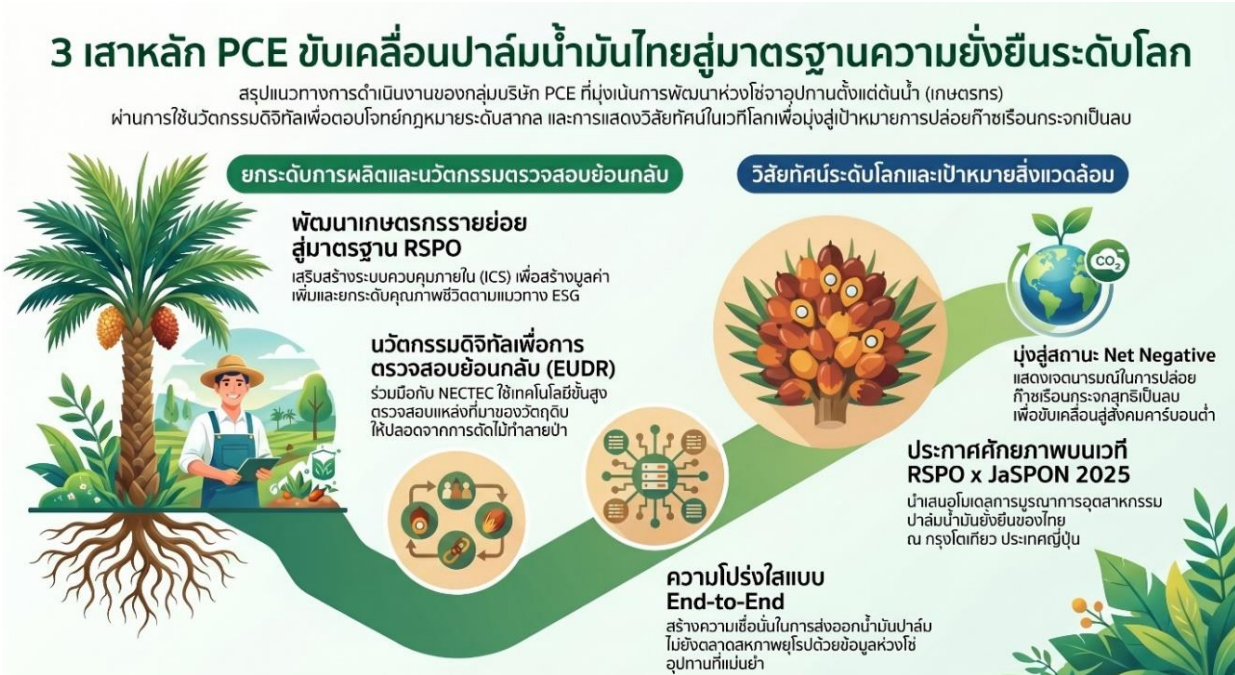 3 เสาหลัก PCE ขับเคลื่อนปาล์มน้ำมันไทยสู่มาตรฐานความยั่งยืนระดับโลก
สรุปแนวทางการดำเนินงานของกลุ่มบริษัท PCE ที่มุ่งเน้นการพัฒนาห่วงโซ่จาอุปทานตั้งแต่ต้นน้ำ (เกษตรทร)
ผ่านการใช้นวัตกรรมดิจิทัลเพื่อตอบโจทย์กฎหมายระดับสากล และการแสดงวิสัยทัศน์ในเวทีโลกเพื่อมุ่งสู่เป้าหมายการปล่อยก๊าซเรือนกระจกเป็นลบ
ยกระดับการผลิตและนวัตกรรมตรวจสอบย้อนกลับ
พัฒนาเกษตรกรรายย่อย
สู่มาตรฐาน RSPO
เสริมสร้างระบบควบคุมภายใน (ICS) เพื่อสร้างมูลค่า
เพิ่มและยกระดับคุณภาพชีวิตตามแมวทาง ESG
นวัตกรรมดิจิทัลเพื่อการ
ตรวจสอบย้อนกลับ (EUDR)
ร่วมมือกับ NECTEC ใช้เทคโนโลยีขั้นสูง
ตรวจสอบแหล่งที่มาของวัตถุดิบ
ให้ปลอดจากการตัดไม้ทำลายป่า
ความโปร่งใสแบบ
End-to-End
สร้างความเชื่อมั่นในการส่งออกน้ำมันปาล์ม
ไม่ยังตลาดสหภาพยุโรปด้วยข้อมูลห่วงโซ่
อุปทานที่แม่นยำ
วิสัยทัศน์ระดับโลกและเป้าหมายสิ่งแวดล้อม
CO₂
มุ่งสู่สถานะ Net Negative
แสดงเจตนารมณ์ในการปล่อย
ก๊าซเรือนกระจกสุทธิเป็นลบ
เพื่อขับเคลื่อนสู่สังคมคาร์บอนต่ำ
ประกาศศักยภาพบนเวที
RSPO x JaSPON 2025
นำเสนอโมเดลการบูรณาการอุตสาหกรรม
ปาล์มน้ำมันยั่งยืนของไทย
ณ กรุงโตเกียว ประเทศญี่ปุ่น